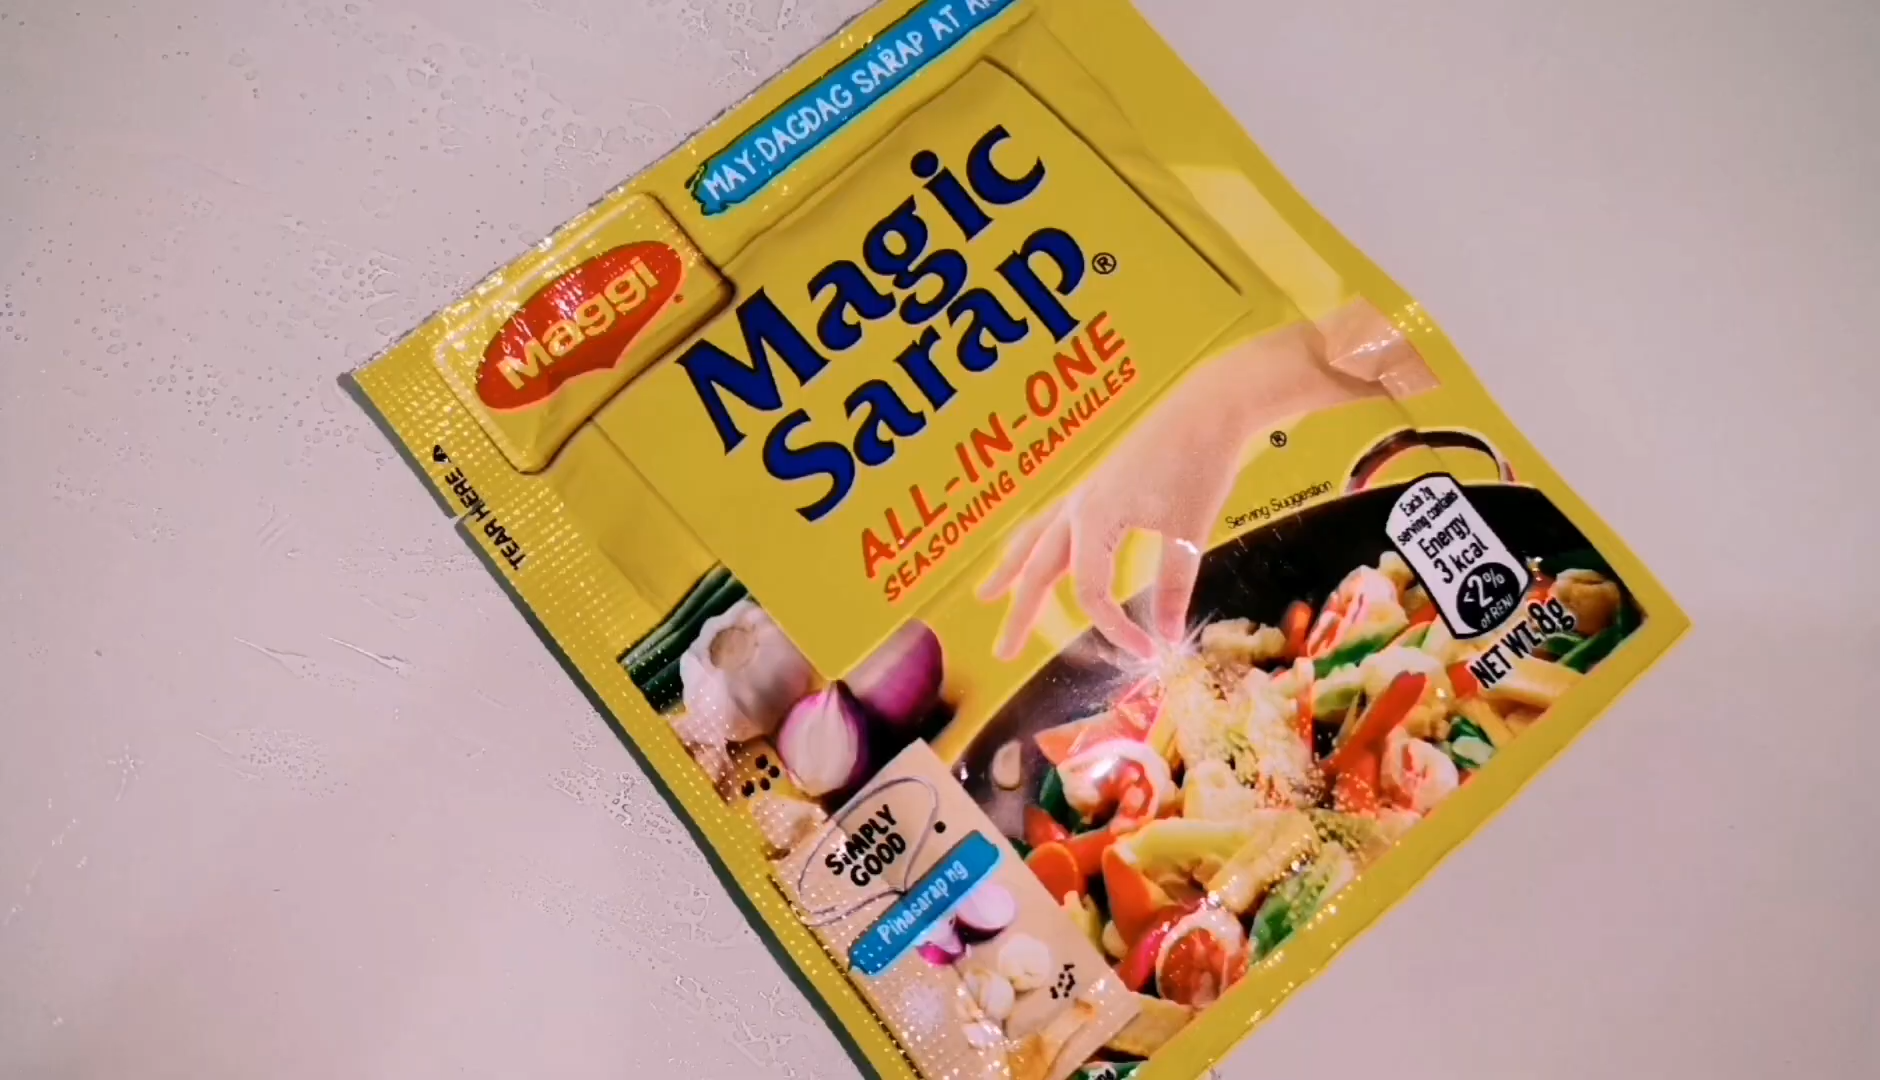 MAY DAGDAG SARAP AT
Maggi
Magic
Sarap®
ALL-IN-ONE
SEASONING GRANULES
TEAR HERE
®
Serving Suggestion
Each 2g
serving contains
Energy
3 kcal
<2%
of RENI
NET WT. 8g
SIMPLY
GOOD
Pinasarap ng